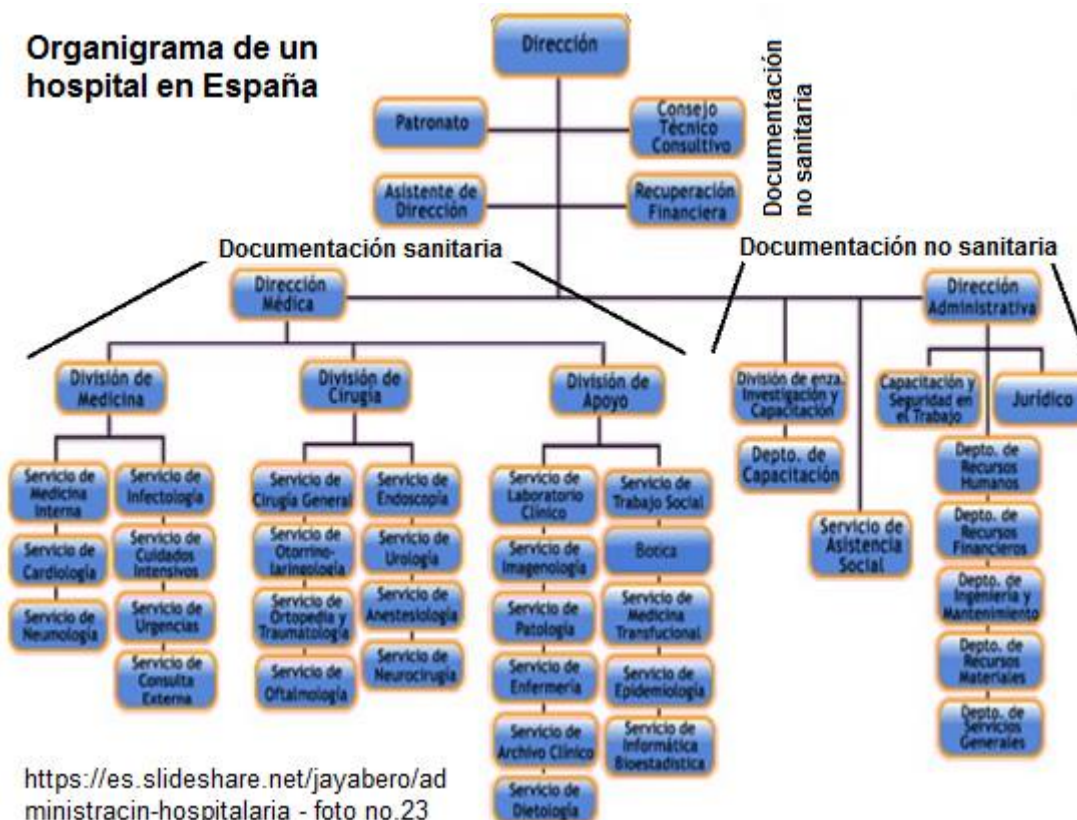 Organigrama de un
hospital en España
Dirección
Documentación
no sanitaria
Patronato
Consejo
Técnico
Consultivo
Asistente de
Dirección
Recuperación
Financiera
Documentación sanitaria
Documentación no sanitaria
Dirección
Médica
Dirección
Administrativa
División de
Medicina
División de
Cirugía
División de
Apoyo
División de enza.
Investigación y
Capacitación
Capacitación y
Seguridad en
el Trabajo
Jurídico
Servicio de
Medicina
Interna
Servicio de
Cardiología
Servicio de
Neumología
Servicio de
Infectología
Servicio de
Cuidados
Intensivos
Servicio de
Urgencias
Servicio de
Consulta
Externa
Servicio de
Cirugía General
Servicio de
Otorrino-
laringología
Servicio de
Ortopedia y
Traumatología
Servicio de
Oftalmología
Servicio de
Endoscopía
Servicio de
Urología
Servicio de
Anestesiología
Servicio de
Neurocirugía
Servicio de
Laboratorio
Clínico
Servicio de
Imagenología
Servicio de
Patología
Servicio de
Enfermería
Servicio de
Archivo Clínico
Servicio de
Dietología
Servicio de
Trabajo Social
Botica
Servicio de
Medicina
Transfucional
Servicio de
Epidemiología
Servicio de
Informática
Bioestadística
Depto. de
Capacitación
Servicio de
Asistencia
Social
Depto. de
Recursos
Humanos
Depto. de
Recursos
Financieros
Depto. de
Ingeniería y
Mantenimiento
Depto. de
Recursos
Materiales
Depto. de
Servicios
Generales
https://es.slideshare.net/jayabero/ad
ministracin-hospitalaria - foto no.23